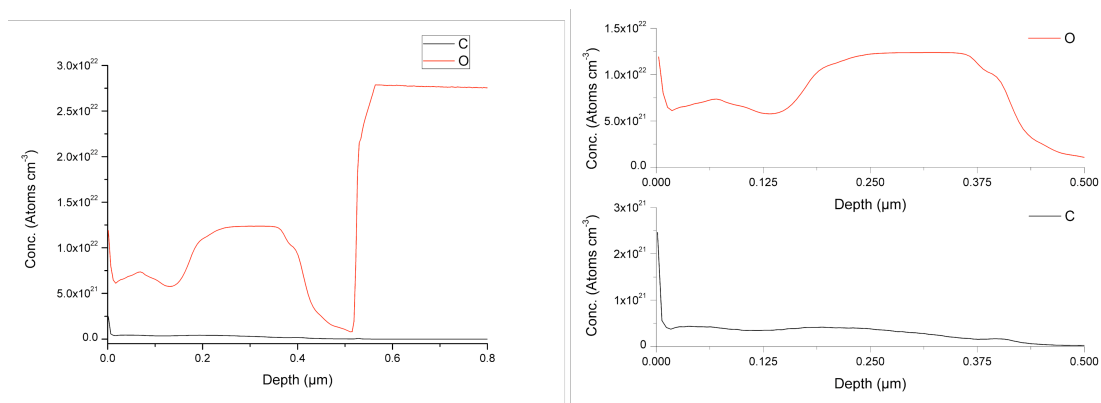 C
O
3.0x10²²
2.5x10²²
2.0x10²²
1.5x10²²
1.0x10²²
5.0x10²¹
0.0
Conc. (Atoms cm⁻³)
0.0 0.2 0.4 0.6 0.8
Depth (µm)
O
1.5x10²²
1.0x10²²
5.0x10²¹
0.0
Conc. (Atoms cm⁻³)
0.000 0.125 0.250 0.375 0.500
Depth (µm)
C
3x10²¹
2x10²¹
1x10²¹
0
Conc. (Atoms cm⁻³)
0.000 0.125 0.250 0.375 0.500
Depth (µm)